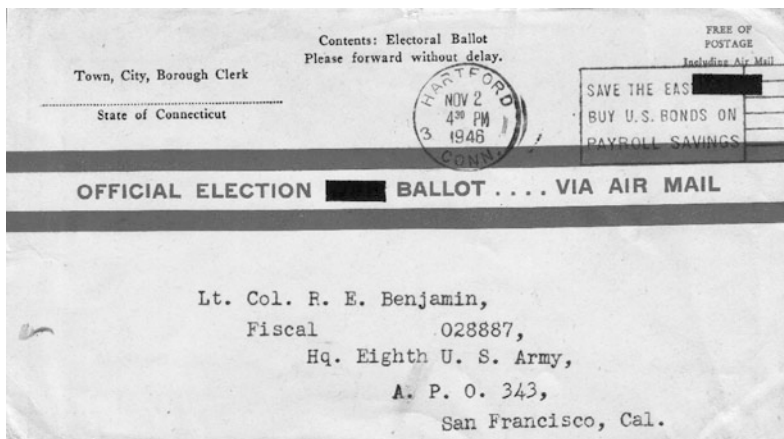 Contents: Electoral Ballot
Please forward without delay.
FREE OF
POSTAGE
Including Air Mail
Town, City, Borough Clerk
State of Connecticut
HARTFORD
NOV 2
4 30 PM
1946
3
CONN.
SAVE THE EAS
BUY U.S. BONDS ON
PAYROLL SAVINGS
OFFICIAL ELECTION BALLOT .... VIA AIR MAIL
Lt. Col. R. E. Benjamin,
Fiscal 028887,
Hq. Eighth U. S. Army,
A. P. O. 343,
San Francisco, Cal.